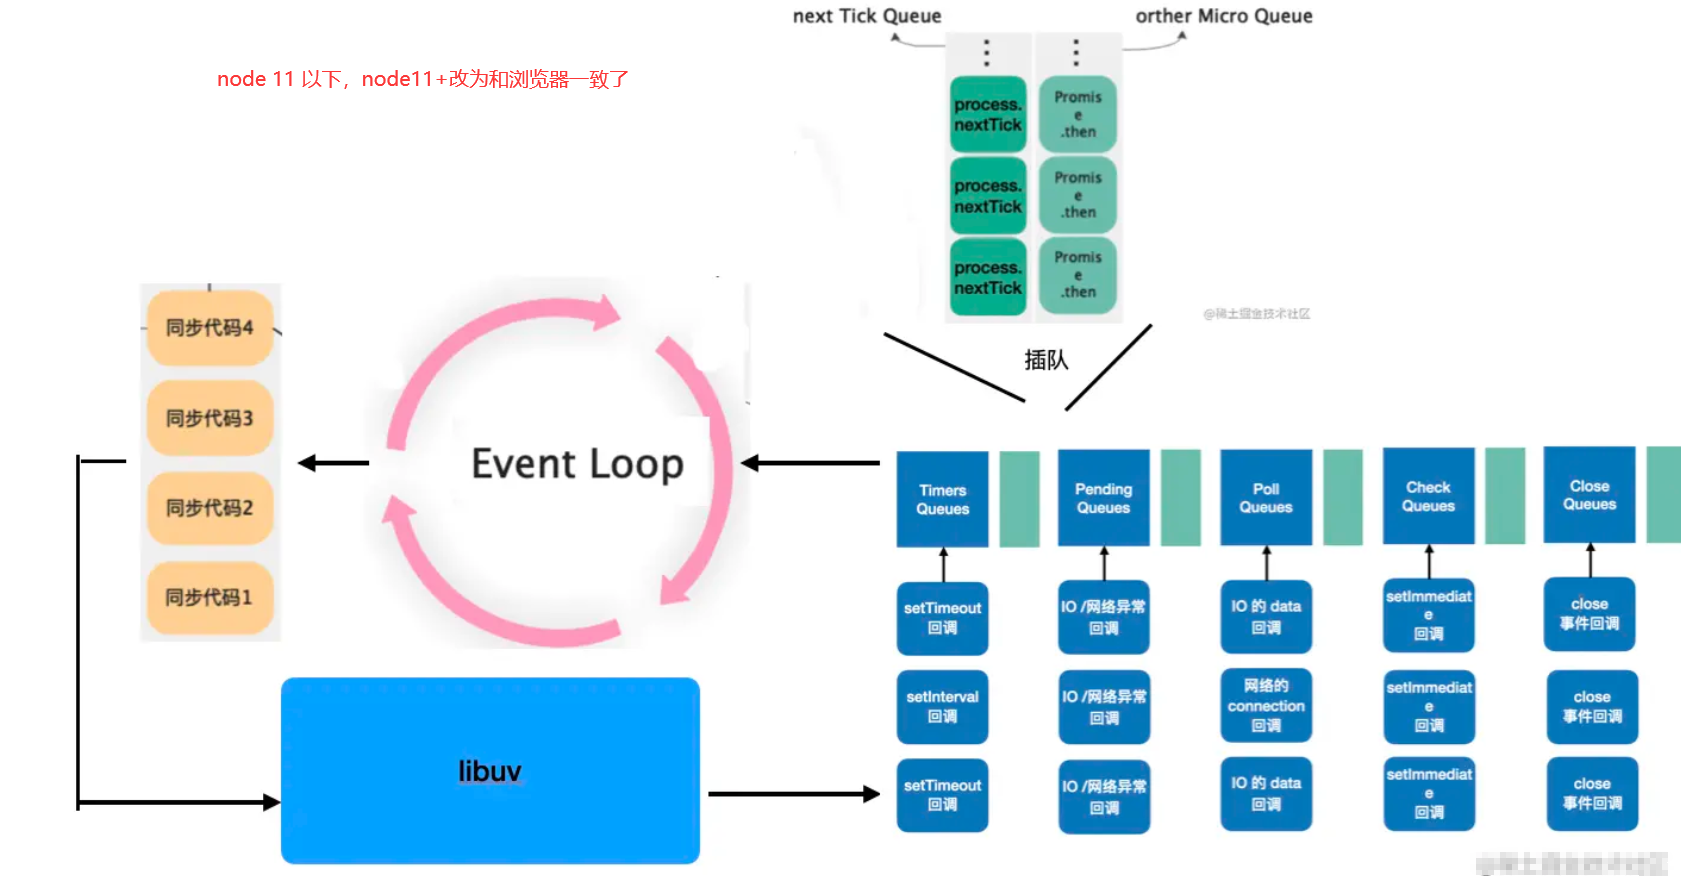 next Tick Queue
orther Micro Queue
node 11 以下，node11+改为和浏览器一致了
process.
nextTick
Promis
e
.then
process.
nextTick
Promis
e
.then
process.
nextTick
Promis
e
.then
@稀土掘金技术社区
插队
同步代码4
同步代码3
同步代码2
同步代码1
Event Loop
libuv
Timers
Queues
Pending
Queues
Poll
Queues
Check
Queues
Close
Queues
setTimeout
回调
IO /网络异常
回调
IO 的 data
回调
setImmediat
e
回调
close
事件回调
setInterval
回调
IO /网络异常
回调
网络的
connection
回调
setImmediat
e
回调
close
事件回调
setTimeout
回调
IO /网络异常
回调
IO 的 data
回调
setImmediat
e
回调
close
事件回调